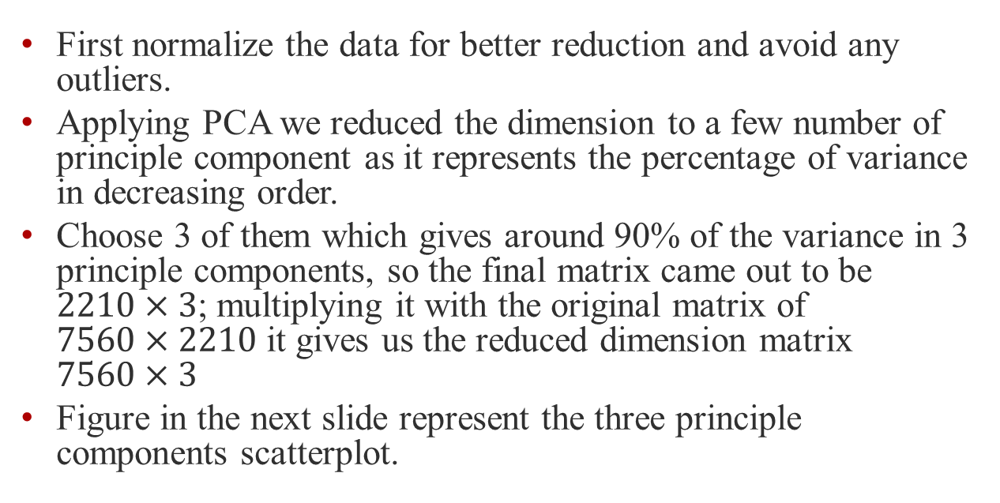 • First normalize the data for better reduction and avoid any
outliers.
• Applying PCA we reduced the dimension to a few number of
principle component as it represents the percentage of variance
in decreasing order.
• Choose 3 of them which gives around 90% of the variance in 3
principle components, so the final matrix came out to be
2210 × 3; multiplying it with the original matrix of
7560 × 2210 it gives us the reduced dimension matrix
7560 × 3
• Figure in the next slide represent the three principle
components scatterplot.